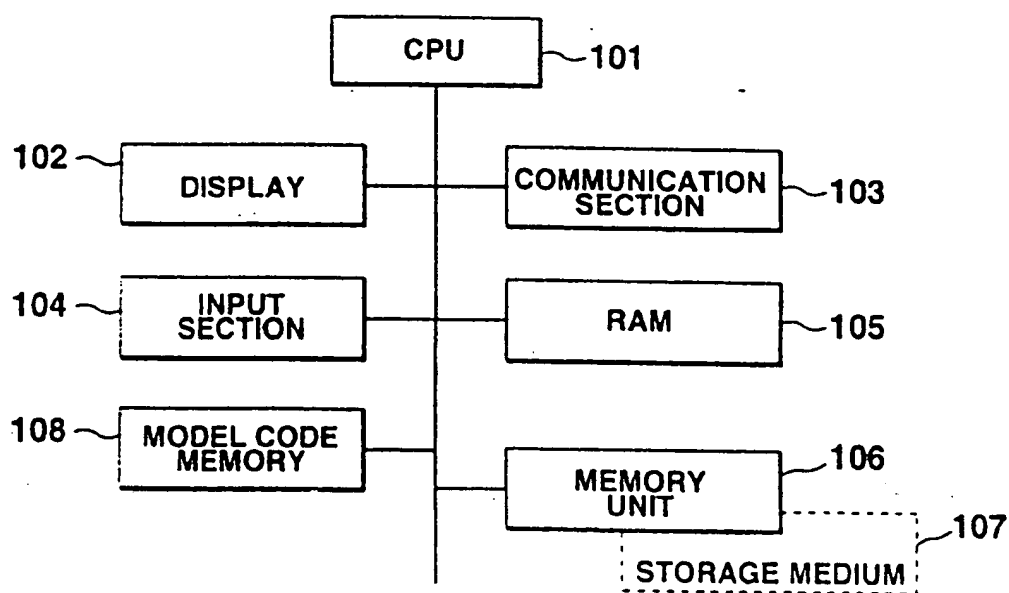 CPU
101
102
DISPLAY
COMMUNICATION
SECTION
103
104
INPUT
SECTION
RAM
105
108
MODEL CODE
MEMORY
MEMORY
UNIT
106
107
STORAGE MEDIUM